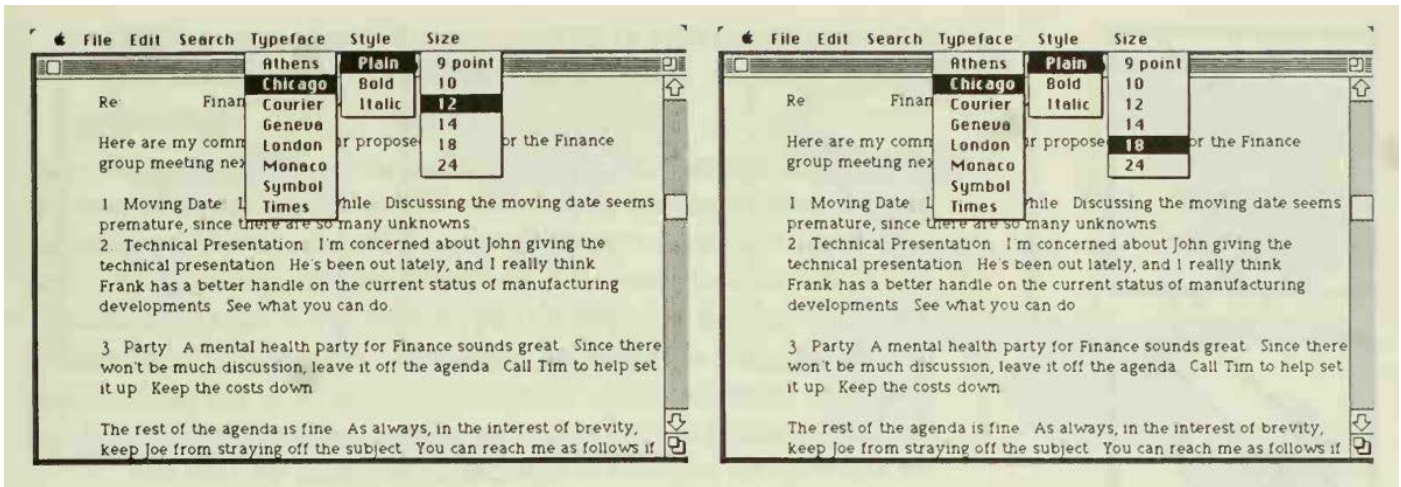 File Edit Search Typeface Style Size
Athens
Chicago
Courier
Geneva
London
Monaco
Symbol
Times
Plain
Bold
Italic
9 point
10
12
14
18
24
Re: Finan
Here are my comm r propose or the Finance
group meeting nex
1 Moving Date L hile Discussing the moving date seems
premature, since there are so many unknowns
2. Technical Presentation I'm concerned about John giving the
technical presentation He's been out lately, and I really think
Frank has a better handle on the current status of manufacturing
developments See what you can do.
3 Party A mental health party for Finance sounds great Since there
won't be much discussion, leave it off the agenda Call Tim to help set
it up Keep the costs down
The rest of the agenda is fine As always, in the interest of brevity,
keep Joe from straying off the subject You can reach me as follows if
File Edit Search Typeface Style Size
Athens
Chicago
Courier
Geneva
London
Monaco
Symbol
Times
Plain
Bold
Italic
9 point
10
12
14
18
24
Re Finan
Here are my comm r propose or the Finance
group meeting nex
1 Moving Date L hile Discussing the moving date seems
premature, since there are so many unknowns
2. Technical Presentation I'm concerned about John giving the
technical presentation He's been out lately, and I really think
Frank has a better handle on the current status of manufacturing
developments See what you can do
3 Party A mental health party for Finance sounds great Since there
won't be much discussion, leave it off the agenda Call Tim to help set
it up Keep the costs down
The rest of the agenda is fine As always, in the interest of brevity,
keep Joe from straying off the subject You can reach me as follows if